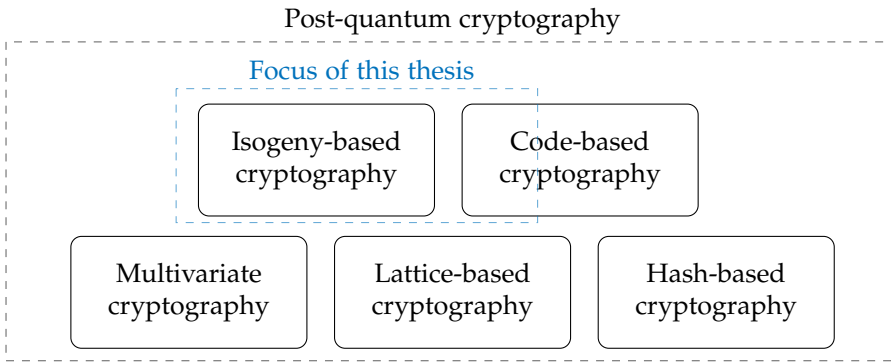 Post-quantum cryptography
Focus of this thesis
Isogeny-based
cryptography
Code-based
cryptography
Multivariate
cryptography
Lattice-based
cryptography
Hash-based
cryptography